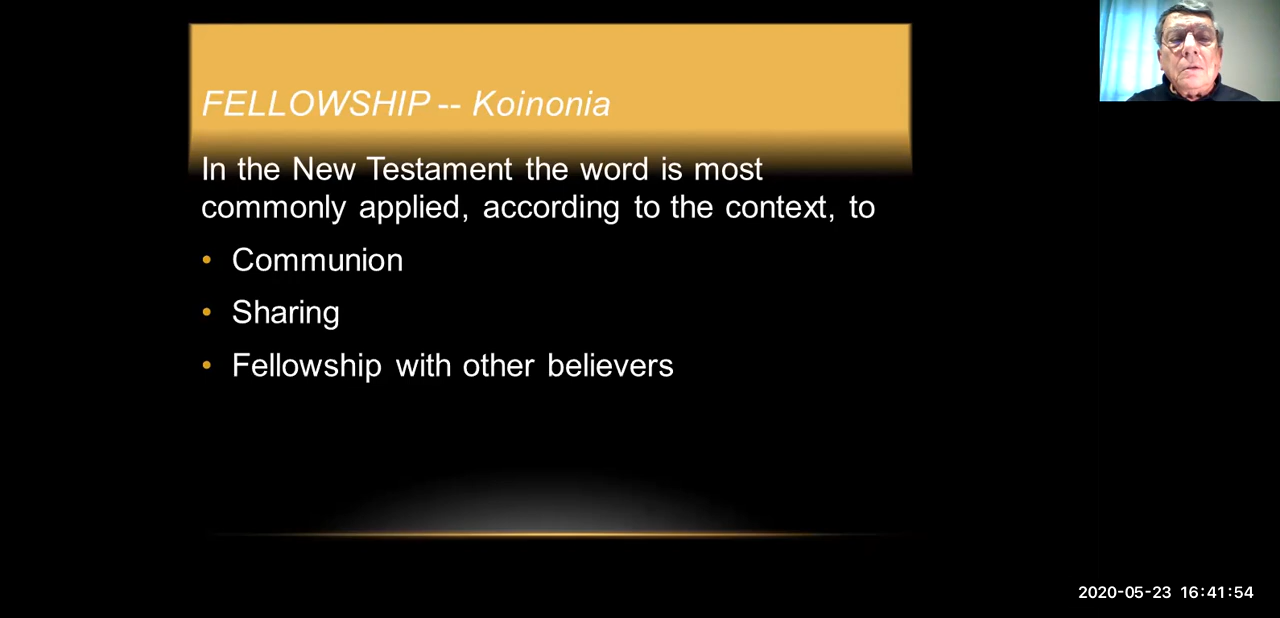 FELLOWSHIP -- Koinonia
In the New Testament the word is most
commonly applied, according to the context, to
• Communion
• Sharing
• Fellowship with other believers
2020-05-23 16:41:54